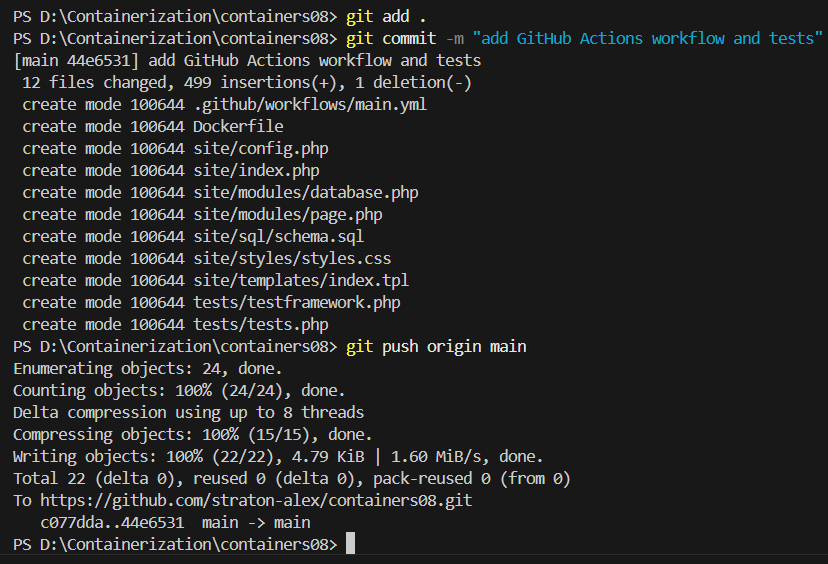 PS D:\Containerization\containers08> git add .
PS D:\Containerization\containers08> git commit -m "add GitHub Actions workflow and tests"
[main 44e6531] add GitHub Actions workflow and tests
 12 files changed, 499 insertions(+), 1 deletion(-)
 create mode 100644 .github/workflows/main.yml
 create mode 100644 Dockerfile
 create mode 100644 site/config.php
 create mode 100644 site/index.php
 create mode 100644 site/modules/database.php
 create mode 100644 site/modules/page.php
 create mode 100644 site/sql/schema.sql
 create mode 100644 site/styles/styles.css
 create mode 100644 site/templates/index.tpl
 create mode 100644 tests/testframework.php
 create mode 100644 tests/tests.php
PS D:\Containerization\containers08> git push origin main
Enumerating objects: 24, done.
Counting objects: 100% (24/24), done.
Delta compression using up to 8 threads
Compressing objects: 100% (15/15), done.
Writing objects: 100% (22/22), 4.79 KiB | 1.60 MiB/s, done.
Total 22 (delta 0), reused 0 (delta 0), pack-reused 0 (from 0)
To https://github.com/straton-alex/containers08.git
   c077dda..44e6531  main -> main
PS D:\Containerization\containers08>